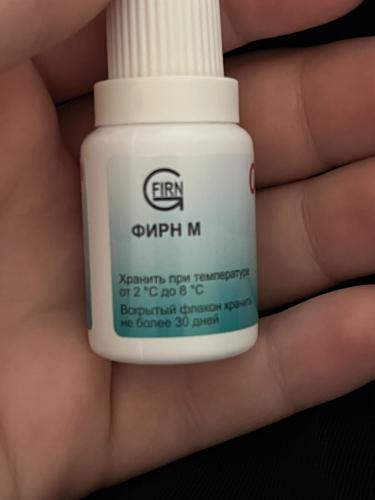 FIRN
ФИРН М
Хранить при температуре
от 2 °C до 8 °C
Вскрытый флакон хранить
не более 30 дней